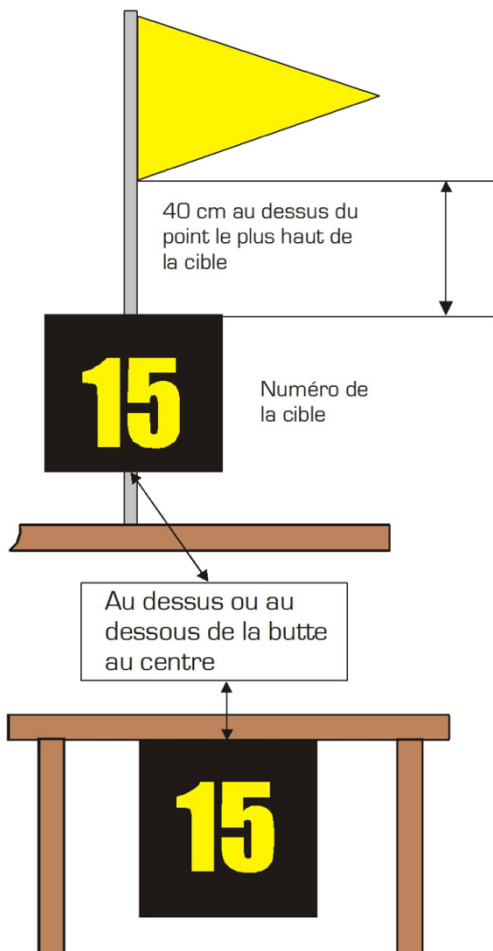 40 cm au dessus du
point le plus haut de
la cible
15
Numéro de
la cible
Au dessus ou au
dessous de la butte
au centre
15